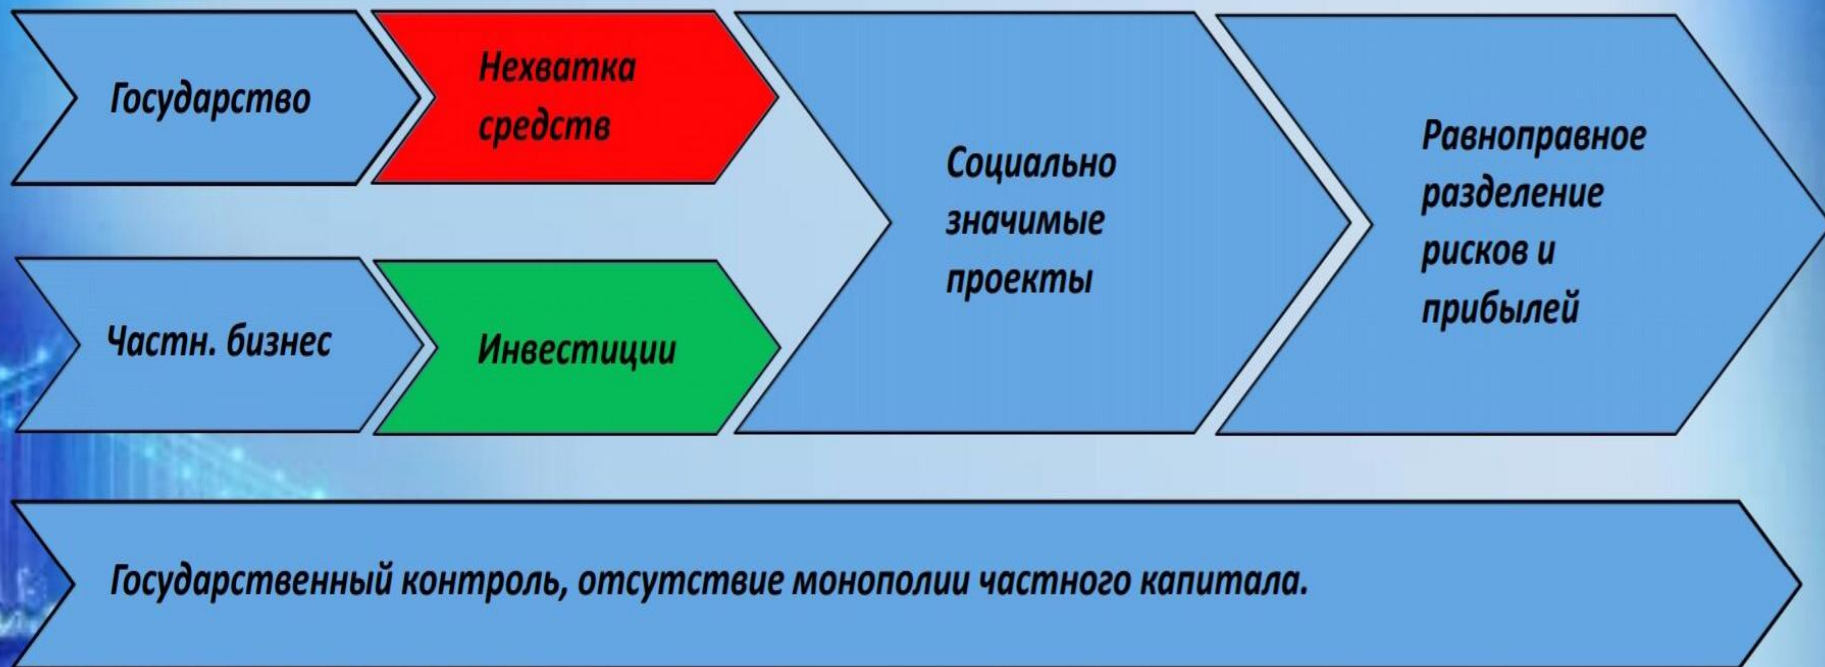 Государство
Нехватка
средств
Частн. бизнес
Инвестиции
Социально
значимые
проекты
Равноправное
разделение
рисков и
прибылей
Государственный контроль, отсутствие монополии частного капитала.